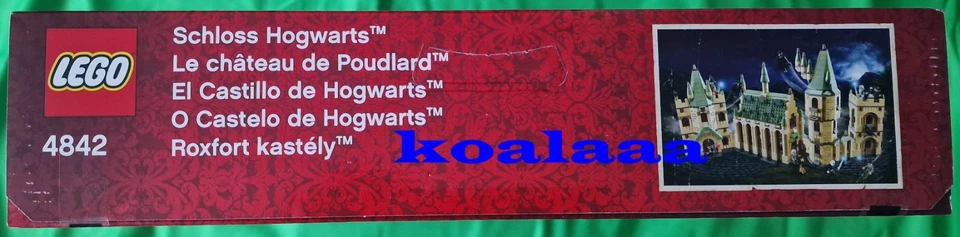 LEGO
4842
Schloss Hogwarts™
Le château de Poudlard™
El Castillo de Hogwarts™
O Castelo de Hogwarts™
Roxfort kastély™
koalaaa